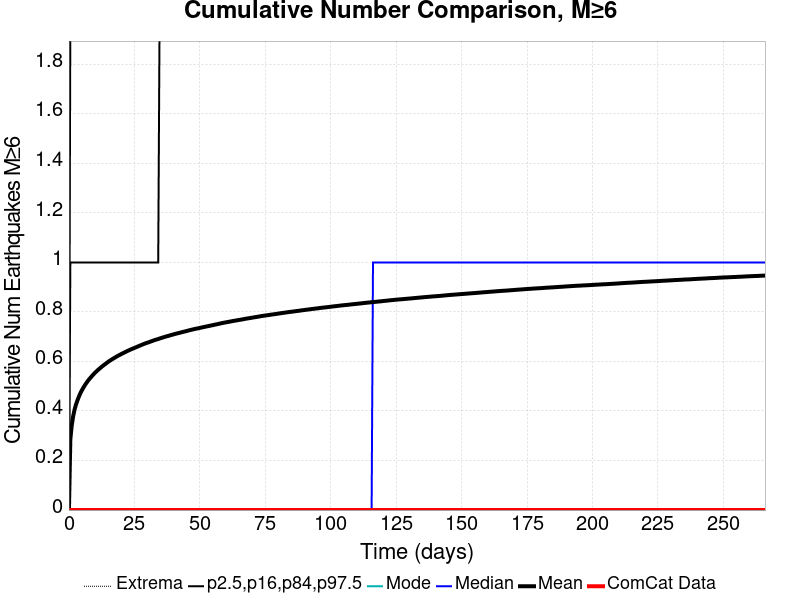 Cumulative Number Comparison, M≥6
Cumulative Num Earthquakes M≥6
1.8
1.6
1.4
1.2
1
0.8
0.6
0.4
0.2
0
0 25 50 75 100 125 150 175 200 225 250
Time (days)
Extrema p2.5,p16,p84,p97.5 Mode Median Mean ComCat Data